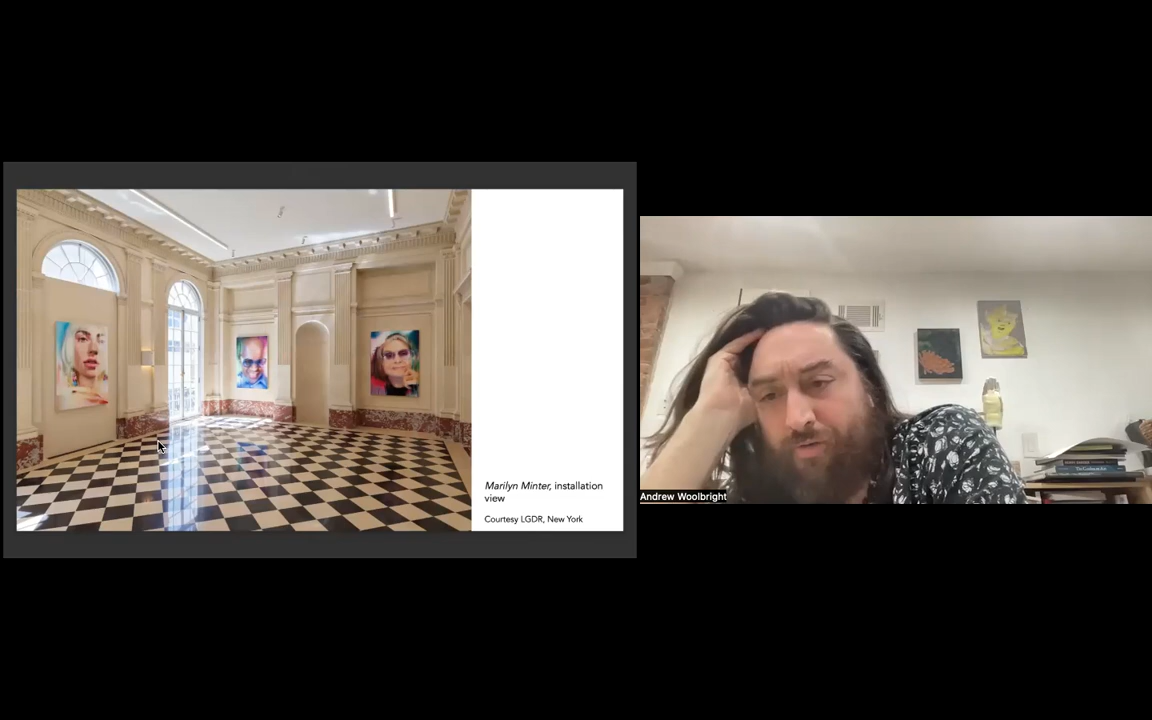 Marilyn Minter, installation
view
Courtesy LGDR, New York
Andrew Woolbright